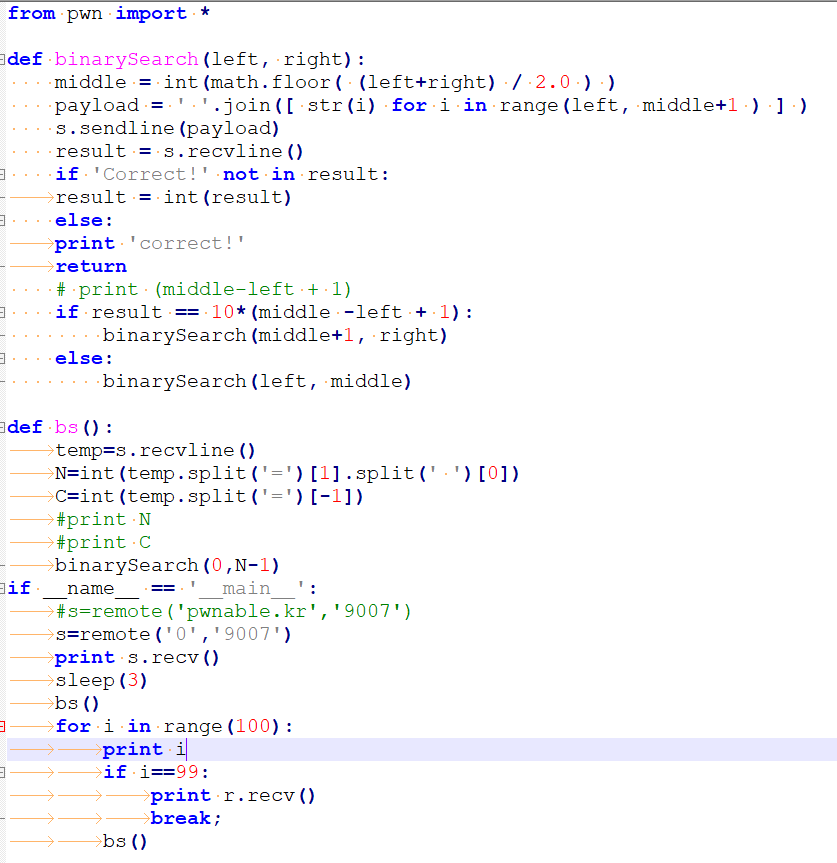 from pwn import *
def binarySearch(left, right):
middle = int(math.floor( (left+right) / 2.0 ) )
payload = ' '.join([ str(i) for i in range(left, middle+1 ) ] )
s.sendline(payload)
result = s.recvline()
if 'Correct!' not in result:
result = int(result)
else:
print 'correct!'
return
# print (middle-left + 1)
if result == 10*(middle -left + 1):
binarySearch(middle+1, right)
else:
binarySearch(left, middle)
def bs():
temp=s.recvline()
N=int(temp.split('=')[1].split(' ')[0])
C=int(temp.split('=')[-1])
#print N
#print C
binarySearch(0,N-1)
if __name__ == '__main__':
#s=remote('pwnable.kr','9007')
s=remote('0','9007')
print s.recv()
sleep(3)
bs()
for i in range(100):
print i
if i==99:
print r.recv()
break;
bs()